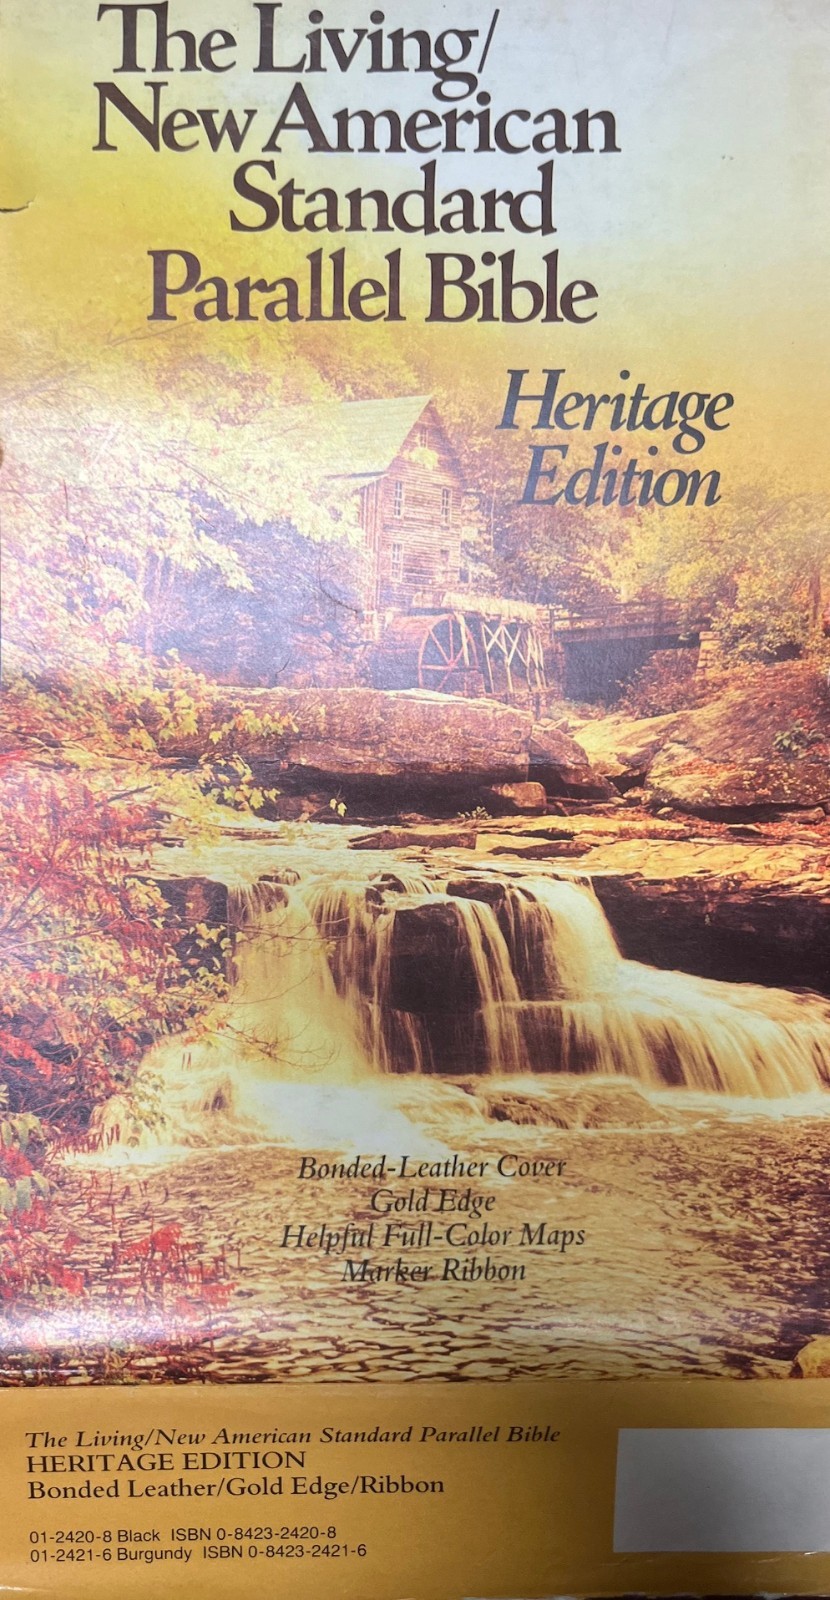 The Living/
New American
Standard
Parallel Bible
Heritage
Edition
Bonded-Leather Cover
Gold Edge
Helpful Full-Color Maps
Marker Ribbon
The Living/New American Standard Parallel Bible
HERITAGE EDITION
Bonded Leather/Gold Edge/Ribbon
01-2420-8 Black ISBN 0-8423-2420-8
01-2421-6 Burgundy ISBN 0-8423-2421-6